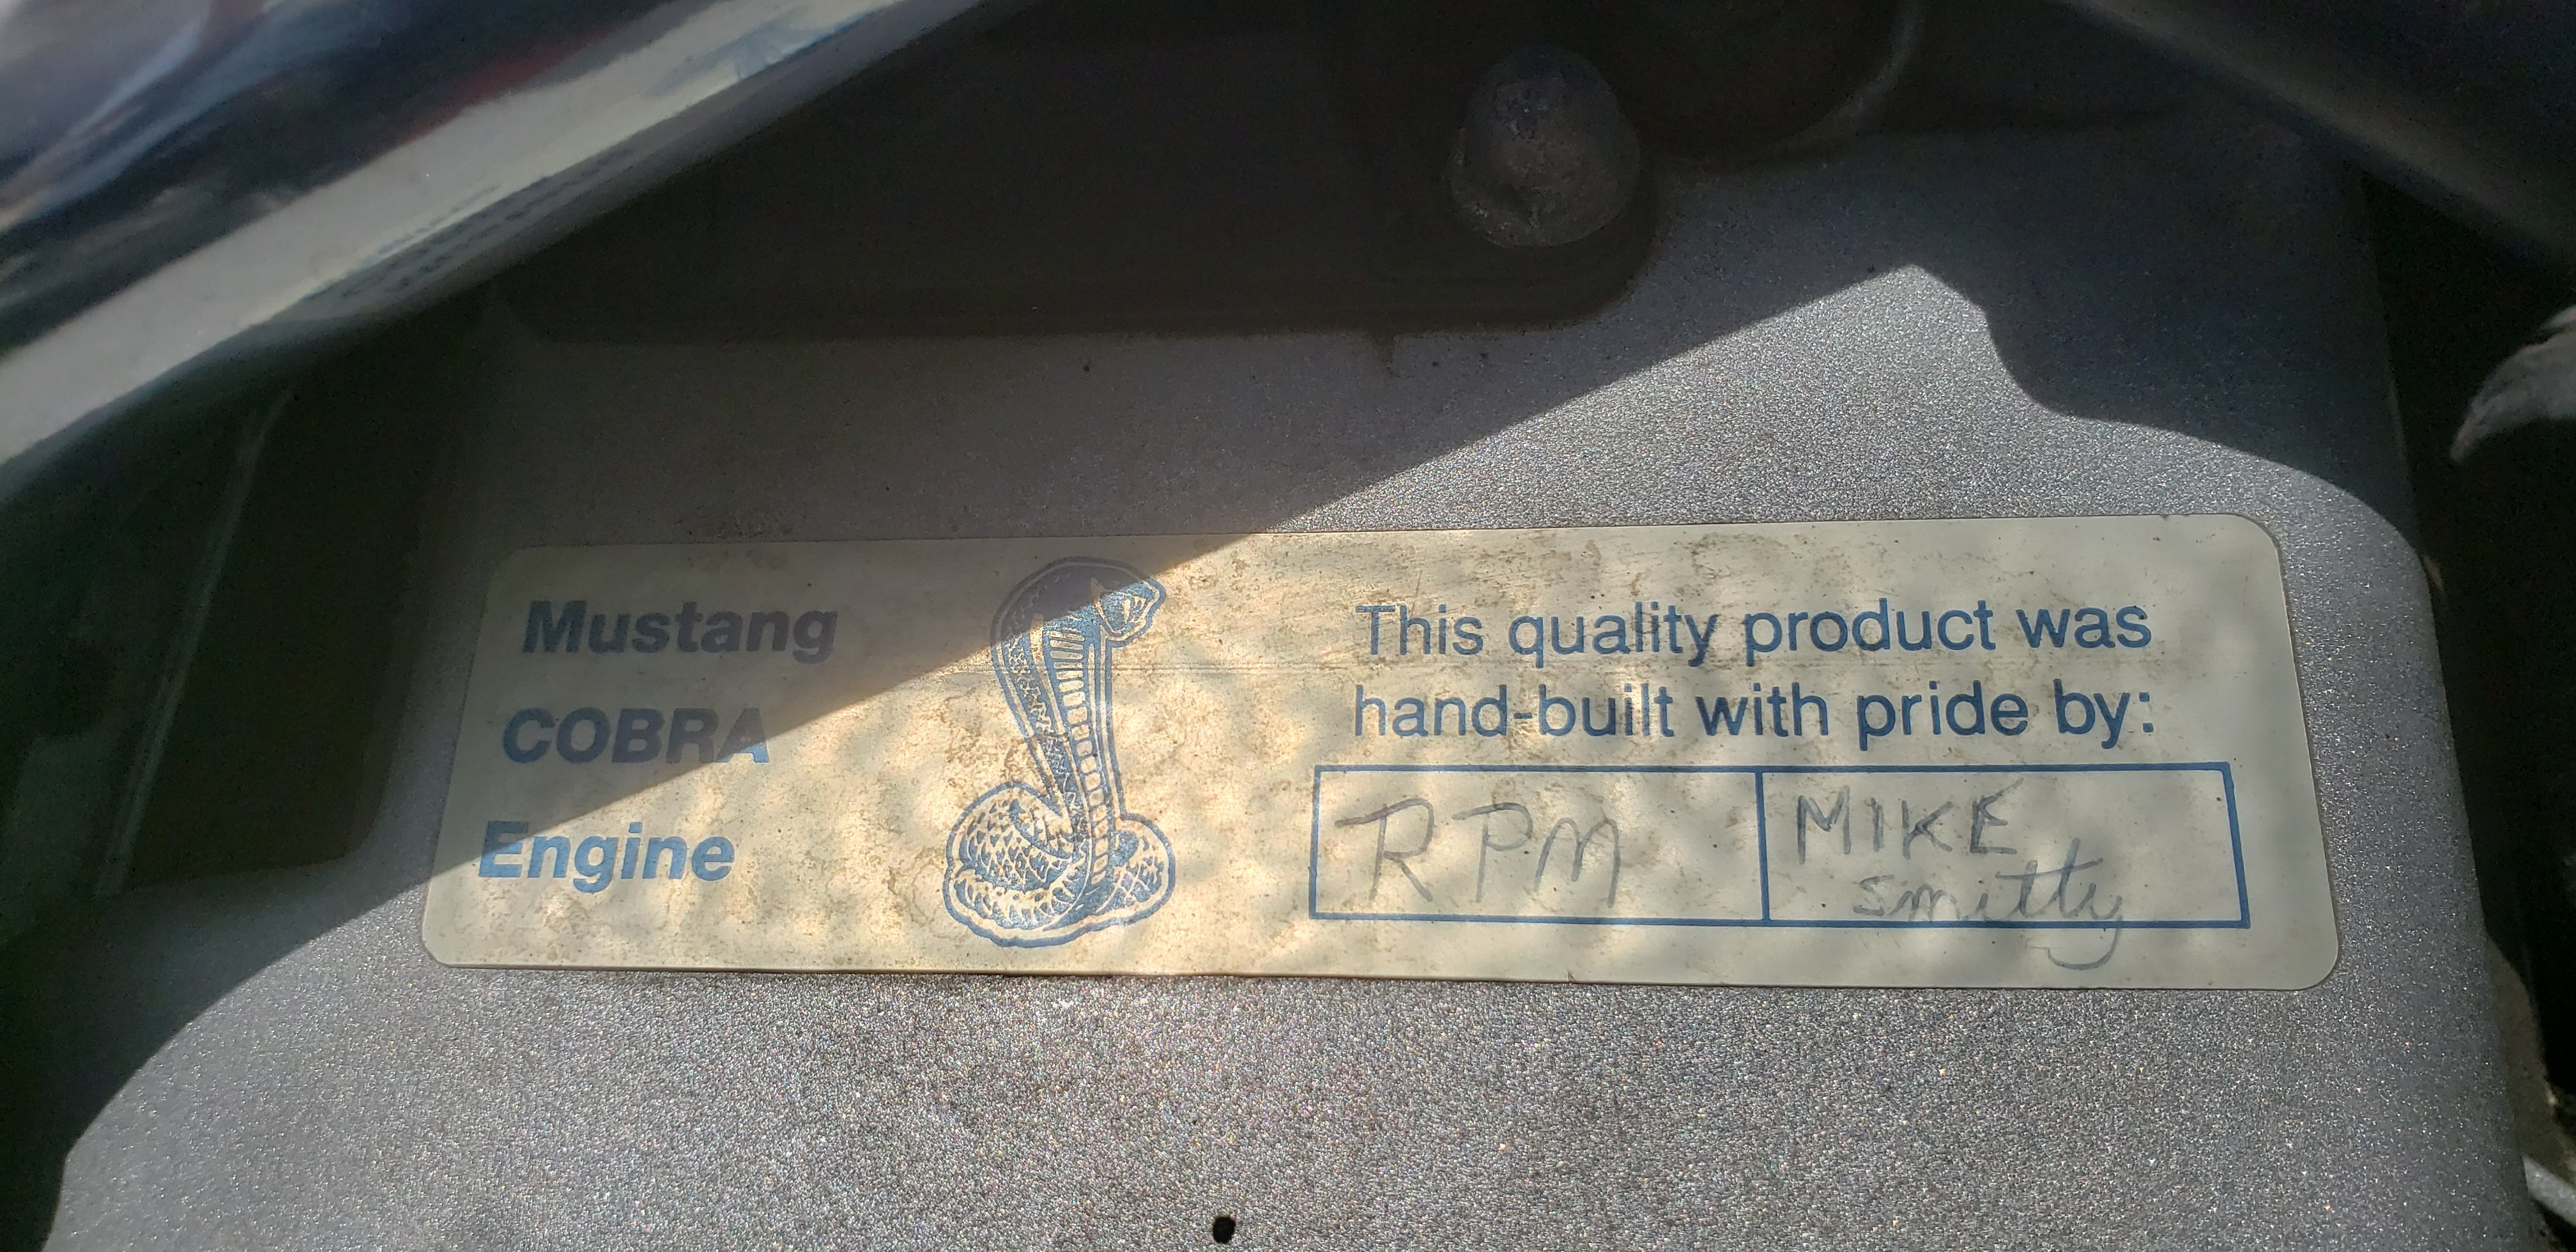 Mustang
COBRA
Engine
This quality product was
hand-built with pride by:
RPM
MIKE
smitty